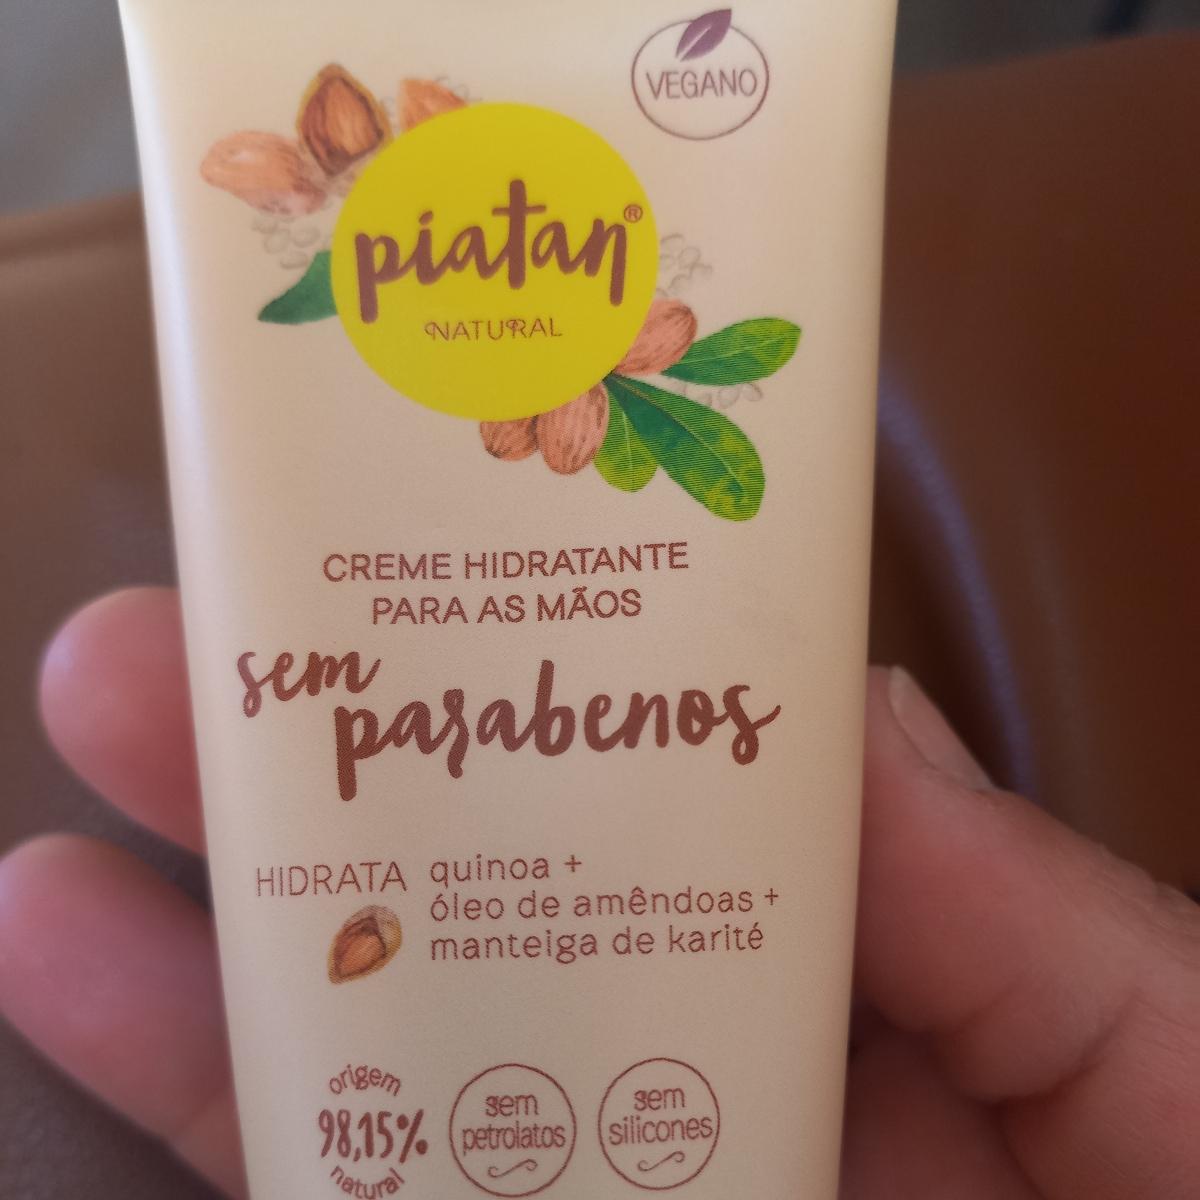 VEGANO
piatan®
NATURAL
CREME HIDRATANTE
PARA AS MÃOS
sem
parabenos
HIDRATA
quinoa +
óleo de amêndoas +
manteiga de karité
origem
98,15%
natural
sem
petrolatos
sem
silicones